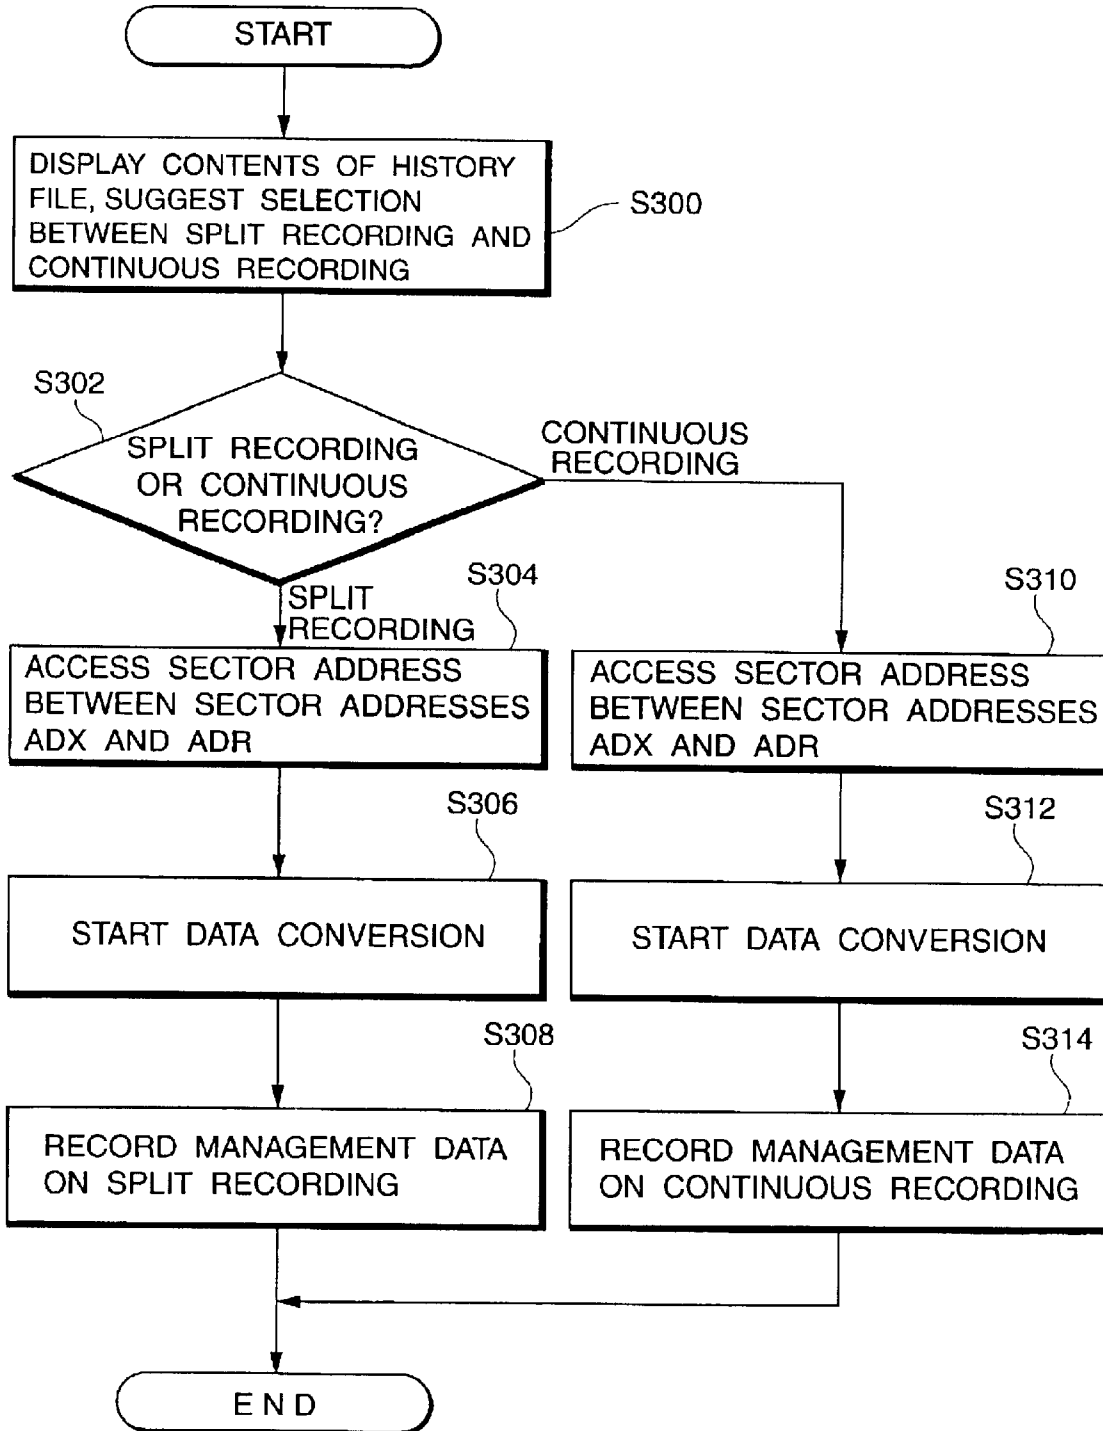 START
DISPLAY CONTENTS OF HISTORY
FILE, SUGGEST SELECTION
BETWEEN SPLIT RECORDING AND
CONTINUOUS RECORDING
S300
S302
SPLIT RECORDING
OR CONTINUOUS
RECORDING?
CONTINUOUS
RECORDING
SPLIT
RECORDING
S304
ACCESS SECTOR ADDRESS
BETWEEN SECTOR ADDRESSES
ADX AND ADR
S310
ACCESS SECTOR ADDRESS
BETWEEN SECTOR ADDRESSES
ADX AND ADR
S306
START DATA CONVERSION
S312
START DATA CONVERSION
S308
RECORD MANAGEMENT DATA
ON SPLIT RECORDING
S314
RECORD MANAGEMENT DATA
ON CONTINUOUS RECORDING
END